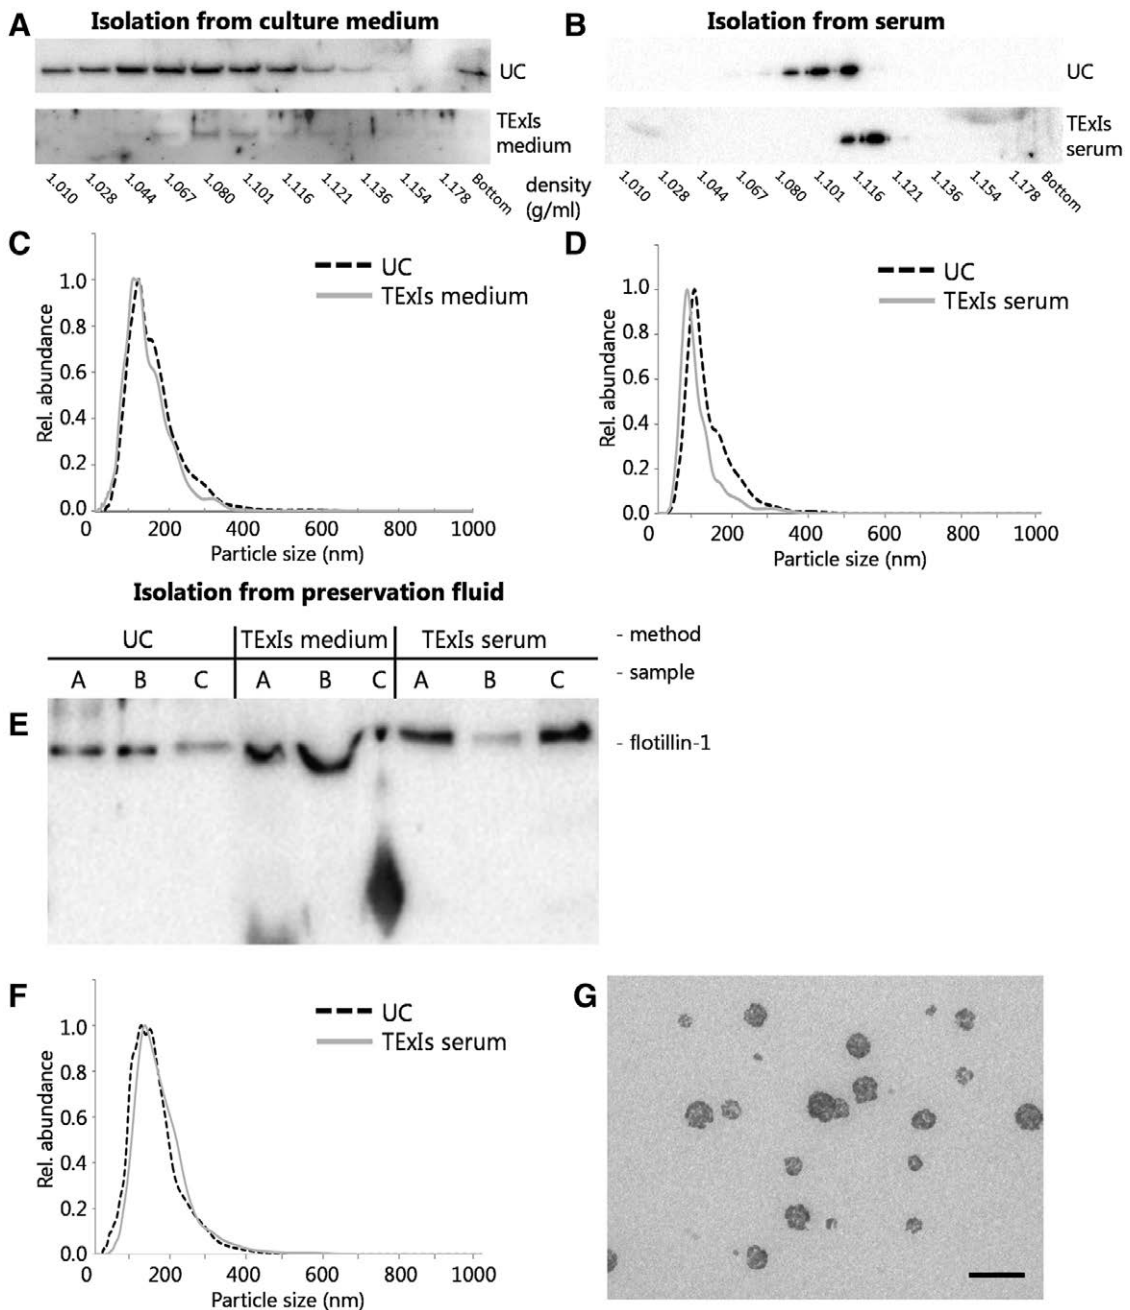 A
Isolation from culture medium
UC
TExIs
medium
1.010 1.028 1.044 1.067 1.080 1.101 1.116 1.121 1.136 1.154 1.178 Bottom
density
(g/ml)
B
Isolation from serum
UC
TExIs
serum
1.010 1.028 1.044 1.067 1.080 1.101 1.116 1.121 1.136 1.154 1.178 Bottom
C
UC
TExIs medium
Rel. abundance
1.0
0.8
0.6
0.4
0.2
0.0
0 200 400 600 800 1000
Particle size (nm)
D
UC
TExIs serum
Rel. abundance
1.0
0.8
0.6
0.4
0.2
0.0
0 200 400 600 800 1000
Particle size (nm)
Isolation from preservation fluid
UC TExIs medium TExIs serum - method
A B C A B C A B C - sample
E
- flotillin-1
F
UC
TExIs serum
Rel. abundance
1.0
0.8
0.6
0.4
0.2
0.0
0 200 400 600 800 1000
Particle size (nm)
G